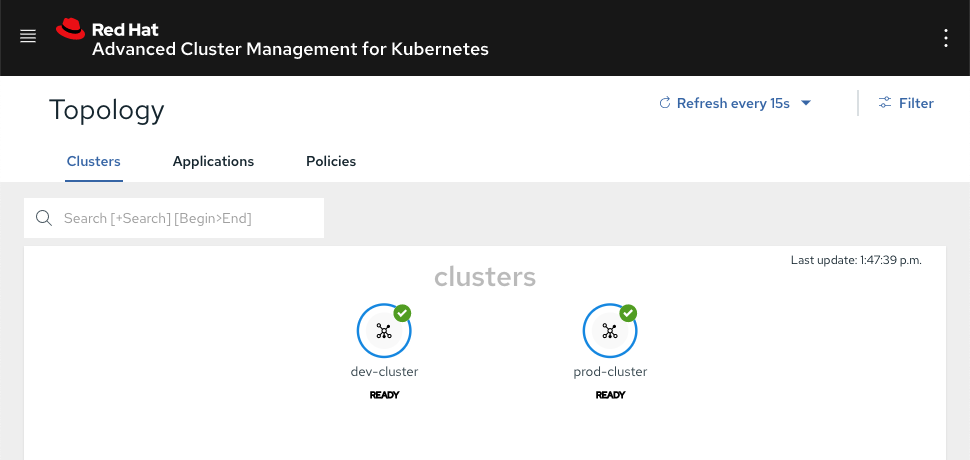 Red Hat
Advanced Cluster Management for Kubernetes
Topology
Refresh every 15s
Filter
Clusters Applications Policies
Search [+Search] [Begin>End]
Last update: 1:47:39 p.m.
clusters
dev-cluster prod-cluster
READY READY